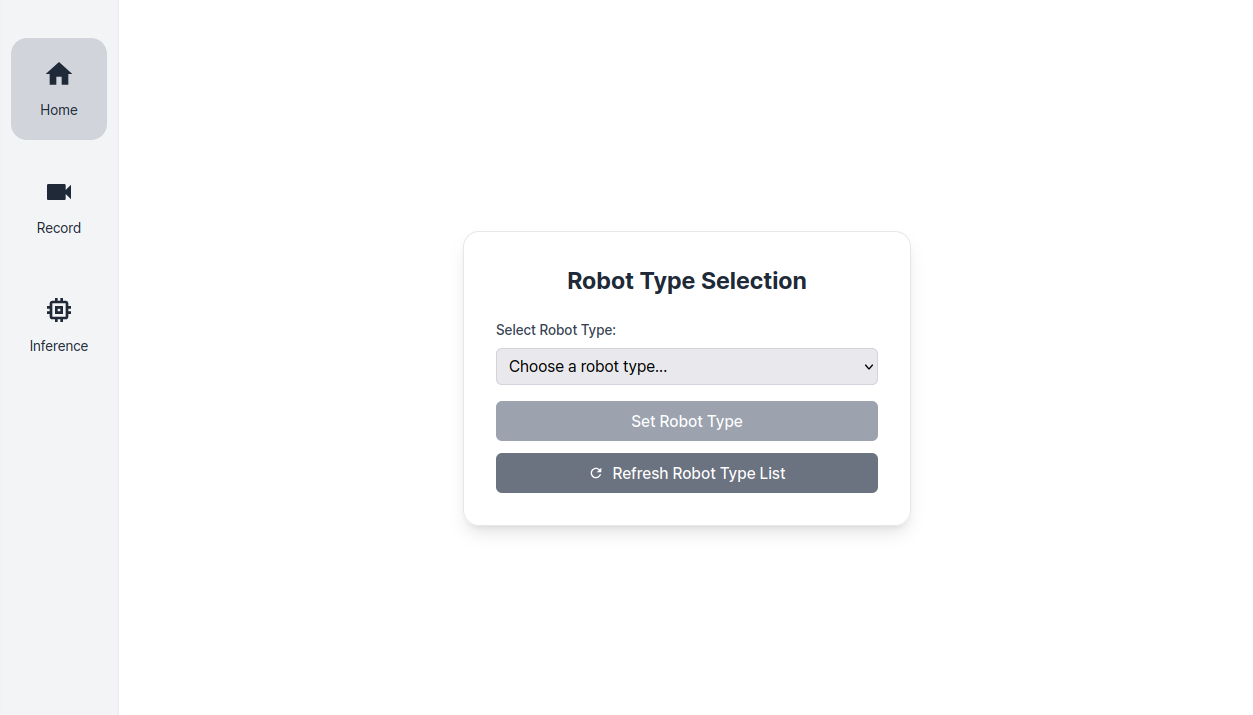 Home
Record
Inference
Robot Type Selection
Select Robot Type:
Choose a robot type...
Set Robot Type
Refresh Robot Type List